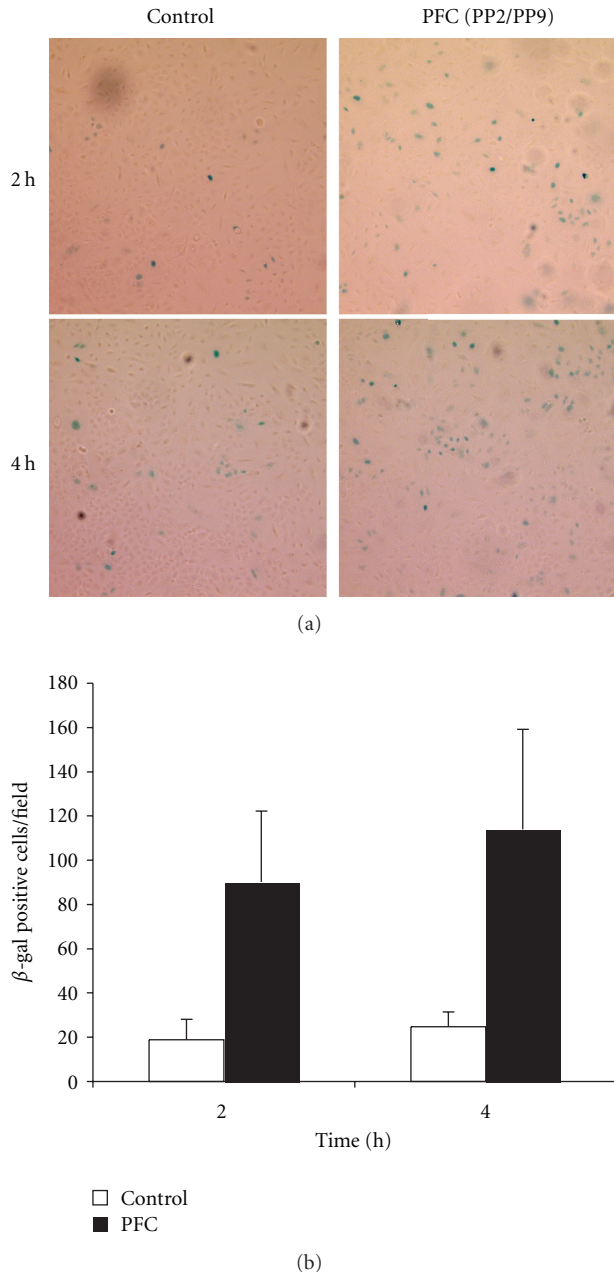 Control PFC (PP2/PP9)
2 h
4 h
(a)
180
160
140
120
100
80
60
40
20
0
β-gal positive cells/field
2 4
Time (h)
Control
PFC
(b)